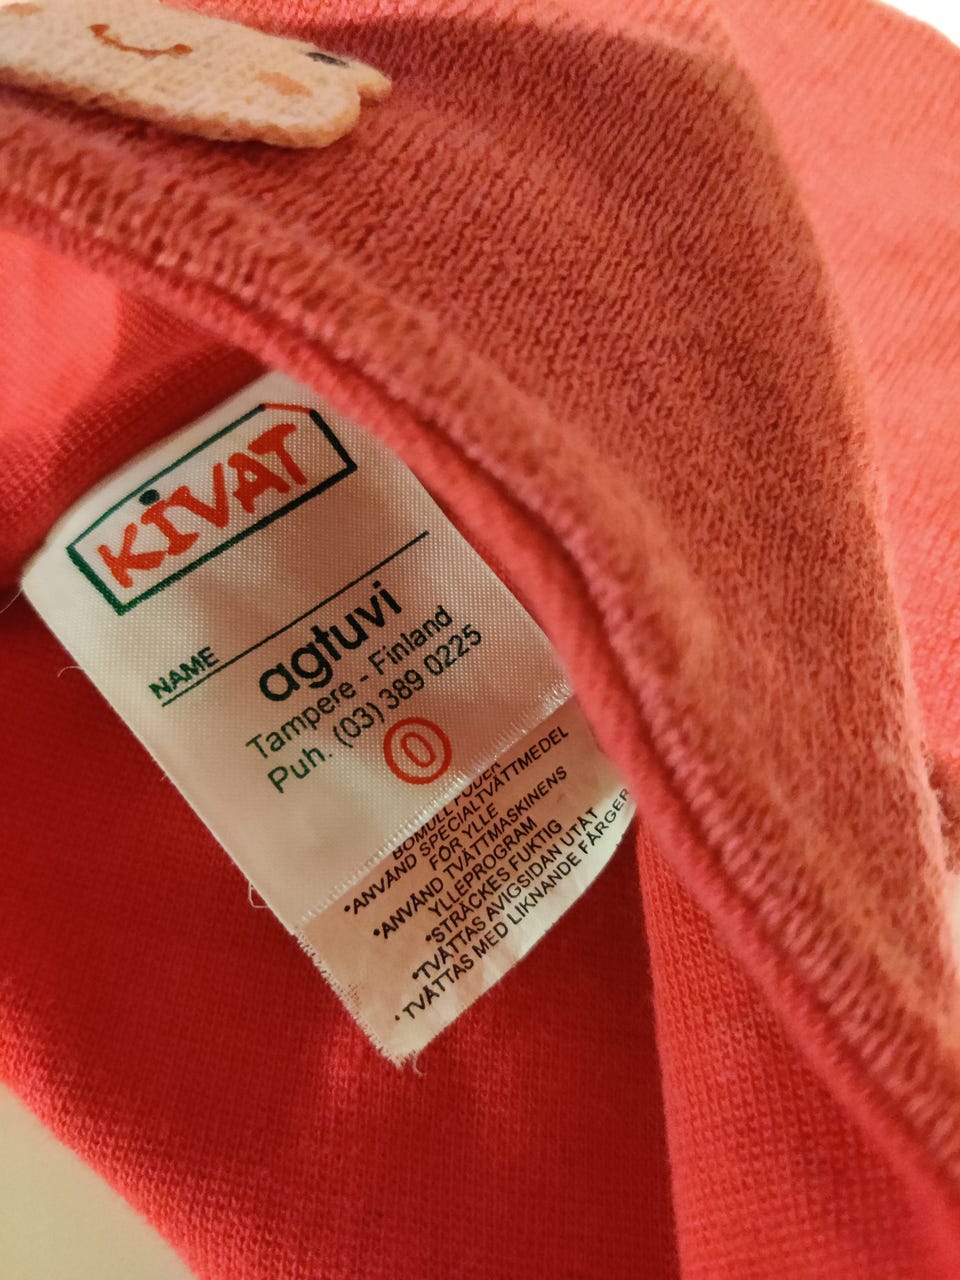 KIVAT
NAME
agtuvi
Tampere - Finland
Puh. (03) 389 0225
0
BOMULL FODER
*ANVÄND SPECIALTVÄTTMEDEL
FÖR YLLE
*ANVÄND TVÄTTMASKINENS
YLLEPROGRAM
*STRÄCKES FUKTIG
*TVÄTTAS AVIGSIDAN UTÅT
*TVÄTTAS MED LIKNANDE FÄRGER